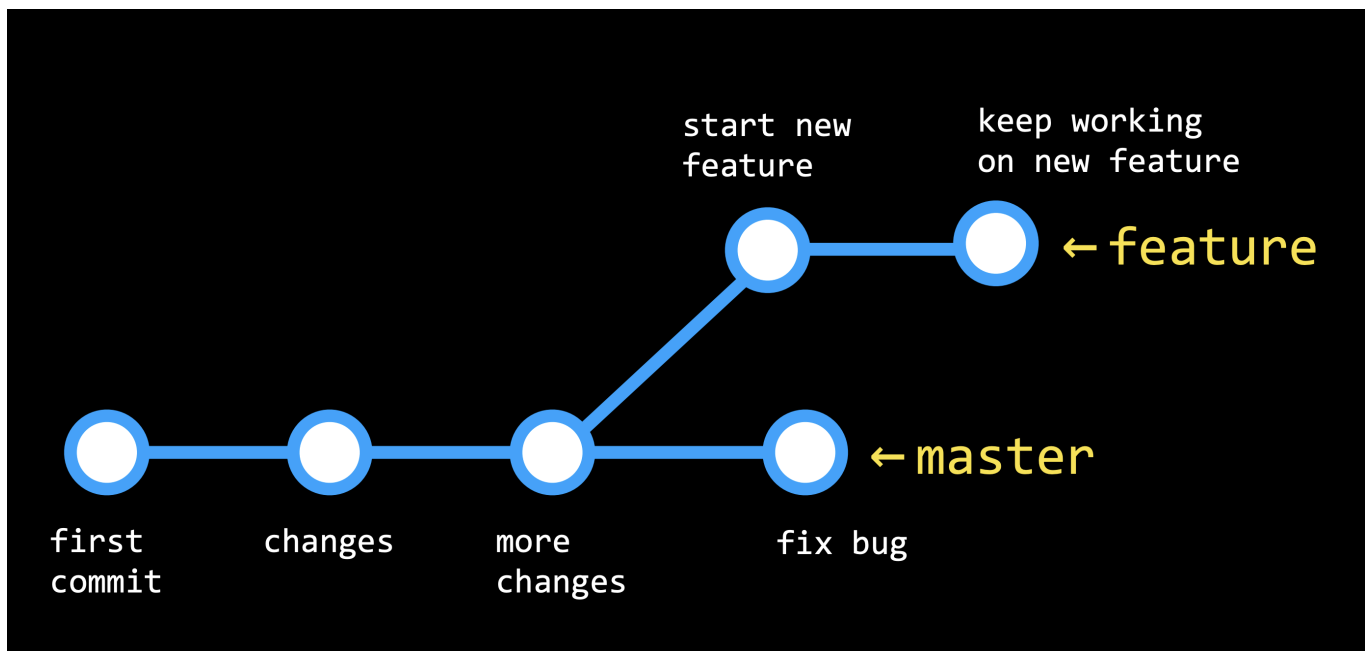 start new
feature
keep working
on new feature
← feature
← master
first
commit
changes
more
changes
fix bug